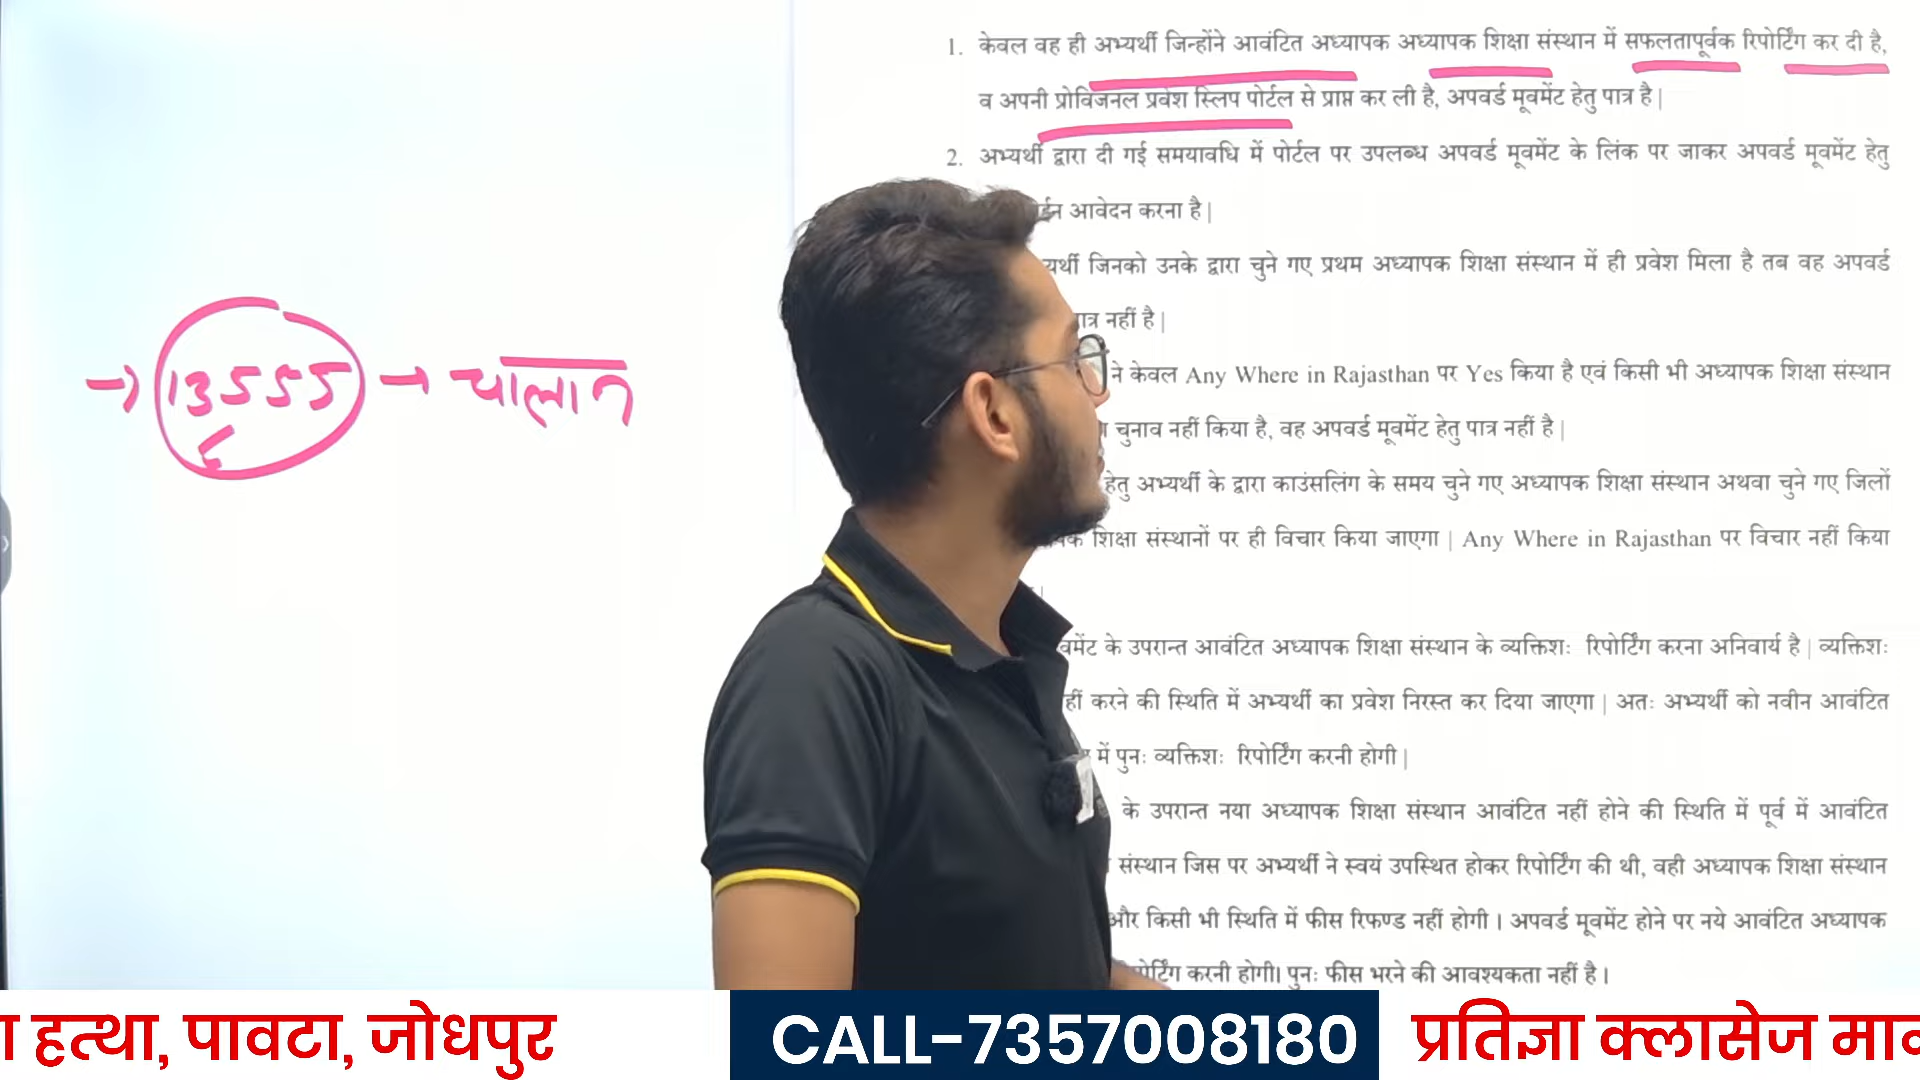 → 13555 → चालान
1. केवल वह ही अभ्यर्थी जिन्होंने आवंटित अध्यापक अध्यापक शिक्षा संस्थान में सफलतापूर्वक रिपोर्टिंग कर दी है,
व अपनी प्रोविजनल प्रवेश स्लिप पोर्टल से प्राप्त कर ली है, अपवर्ड मूवमेंट हेतु पात्र है |
2. अभ्यर्थी द्वारा दी गई समयावधि में पोर्टल पर उपलब्ध अपवर्ड मूवमेंट के लिंक पर जाकर अपवर्ड मूवमेंट हेतु
आवेदन करना है |
जिनको उनके द्वारा चुने गए प्रथम अध्यापक शिक्षा संस्थान में ही प्रवेश मिला है तब वह अपवर्ड
नहीं है |
ने केवल Any Where in Rajasthan पर Yes किया है एवं किसी भी अध्यापक शिक्षा संस्थान
चुनाव नहीं किया है, वह अपवर्ड मूवमेंट हेतु पात्र नहीं है |
हेतु अभ्यर्थी के द्वारा काउंसलिंग के समय चुने गए अध्यापक शिक्षा संस्थान अथवा चुने गए जिलों
शिक्षा संस्थानों पर ही विचार किया जाएगा | Any Where in Rajasthan पर विचार नहीं किया
|
के उपरान्त आवंटित अध्यापक शिक्षा संस्थान के व्यक्तिशः रिपोर्टिंग करना अनिवार्य है | व्यक्तिशः
करने की स्थिति में अभ्यर्थी का प्रवेश निरस्त कर दिया जाएगा | अतः अभ्यर्थी को नवीन आवंटित
में पुनः व्यक्तिशः रिपोर्टिंग करनी होगी |
के उपरान्त नया अध्यापक शिक्षा संस्थान आवंटित नहीं होने की स्थिति में पूर्व में आवंटित
संस्थान जिस पर अभ्यर्थी ने स्वयं उपस्थित होकर रिपोर्टिंग की थी, वही अध्यापक शिक्षा संस्थान
और किसी भी स्थिति में फीस रिफण्ड नहीं होगी । अपवर्ड मूवमेंट होने पर नये आवंटित अध्यापक
करनी होगी। पुनः फीस भरने की आवश्यकता नहीं है ।
हत्था, पावटा, जोधपुर CALL-7357008180 प्रतिज्ञा क्लासेज